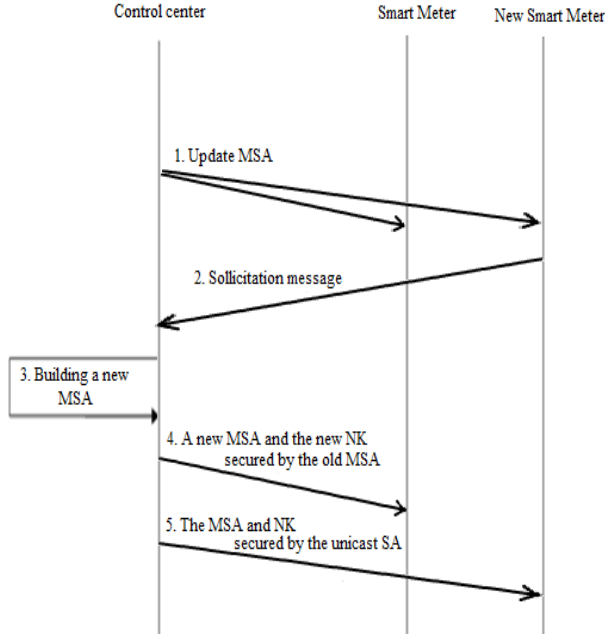 Control center
Smart Meter
New Smart Meter
1. Update MSA
2. Sollicitation message
3. Building a new
MSA
4. A new MSA and the new NK
secured by the old MSA
5. The MSA and NK
secured by the unicast SA